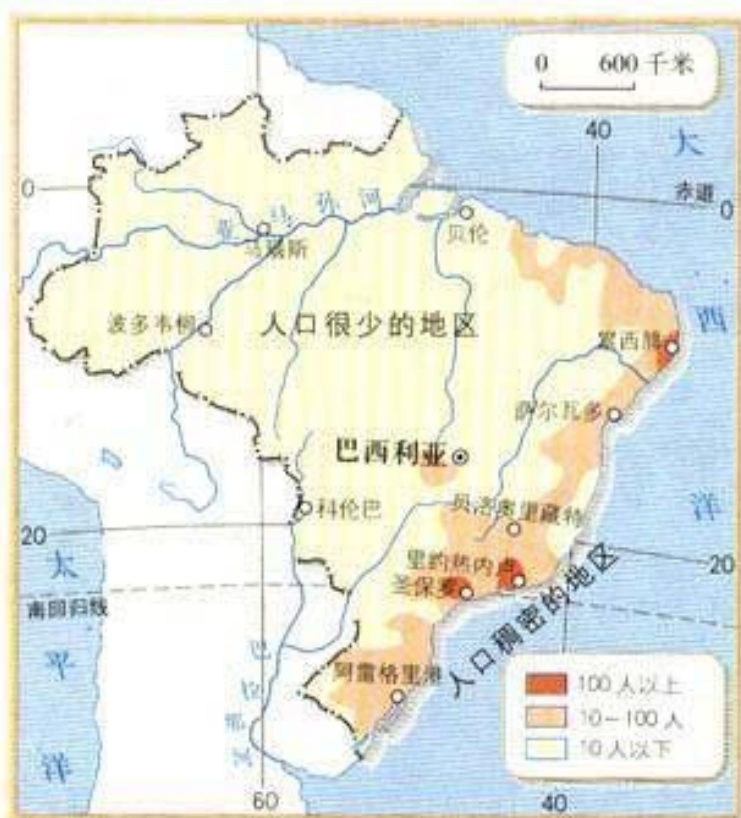 0 600 千米
40
大
西
洋
赤道
0
0
亚马孙河
马瑙斯
贝伦
波多韦柳
人口很少的地区
累西腓
萨尔瓦多
巴西利亚
科伦巴
贝洛奥里藏特
20
里约热内卢
圣保罗
20
太
平
洋
南回归线
人口稠密的地区
阿雷格里港
巴拉那河
100 人以上
10－100 人
10 人以下
60
40